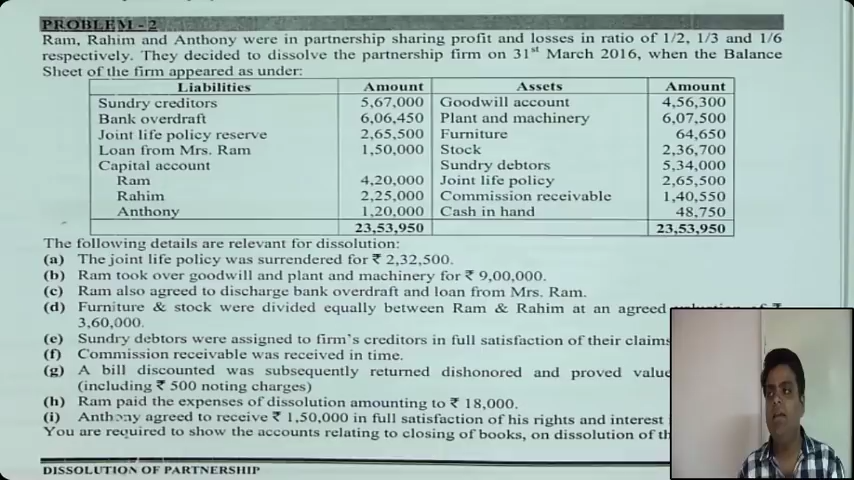 PROBLEM - 2
Ram, Rahim and Anthony were in partnership sharing profit and losses in ratio of 1/2, 1/3 and 1/6
respectively. They decided to dissolve the partnership firm on 31st March 2016, when the Balance
Sheet of the firm appeared as under:
Liabilities Amount Assets Amount
Sundry creditors 5,67,000 Goodwill account 4,56,300
Bank overdraft 6,06,450 Plant and machinery 6,07,500
Joint life policy reserve 2,65,500 Furniture 64,650
Loan from Mrs. Ram 1,50,000 Stock 2,36,700
Capital account Sundry debtors 5,34,000
Ram 4,20,000 Joint life policy 2,65,500
Rahim 2,25,000 Commission receivable 1,40,550
Anthony 1,20,000 Cash in hand 48,750
23,53,950 23,53,950
The following details are relevant for dissolution:
(a) The joint life policy was surrendered for ₹ 2,32,500.
(b) Ram took over goodwill and plant and machinery for ₹ 9,00,000.
(c) Ram also agreed to discharge bank overdraft and loan from Mrs. Ram.
(d) Furniture & stock were divided equally between Ram & Rahim at an agreed
3,60,000.
(e) Sundry debtors were assigned to firm's creditors in full satisfaction of their claims
(f) Commission receivable was received in time.
(g) A bill discounted was subsequently returned dishonored and proved
(including ₹ 500 noting charges)
(h) Ram paid the expenses of dissolution amounting to ₹ 18,000.
(i) Anthony agreed to receive ₹ 1,50,000 in full satisfaction of his rights and interest
You are required to show the accounts relating to closing of books, on dissolution of
DISSOLUTION OF PARTNERSHIP